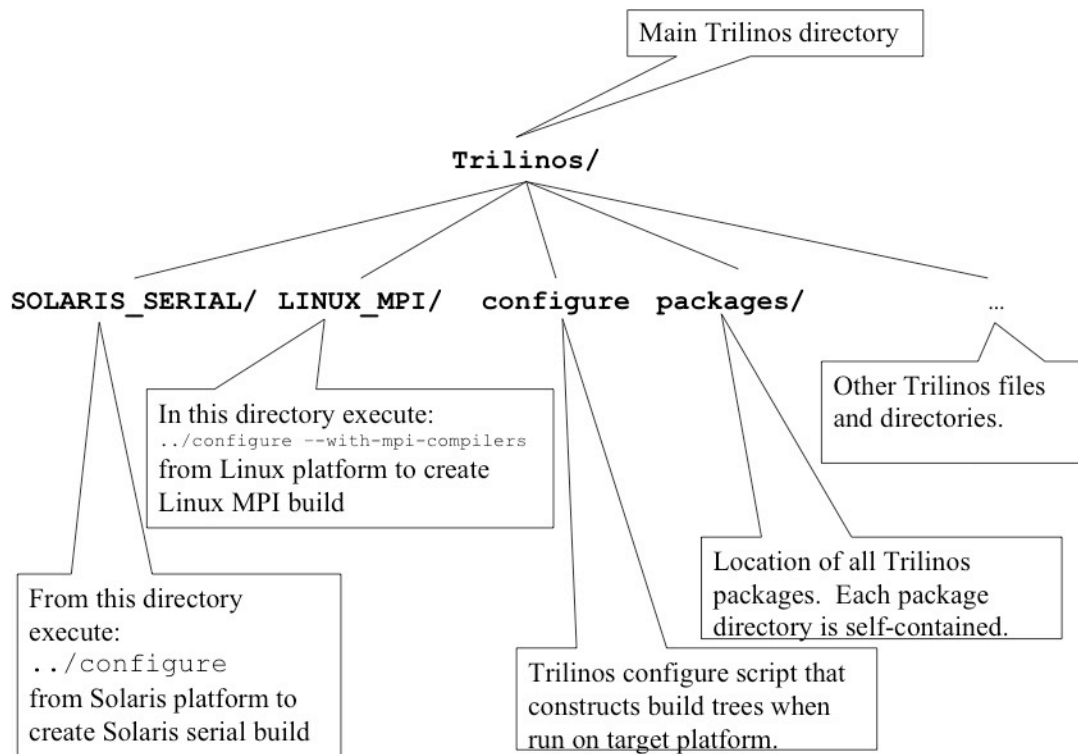 Main Trilinos directory
Trilinos/
SOLARIS_SERIAL/ LINUX_MPI/ configure packages/ …
In this directory execute:
../configure --with-mpi-compilers
from Linux platform to create
Linux MPI build
Other Trilinos files
and directories.
From this directory
execute:
../configure
from Solaris platform to
create Solaris serial build
Location of all Trilinos
packages. Each package
directory is self-contained.
Trilinos configure script that
constructs build trees when
run on target platform.